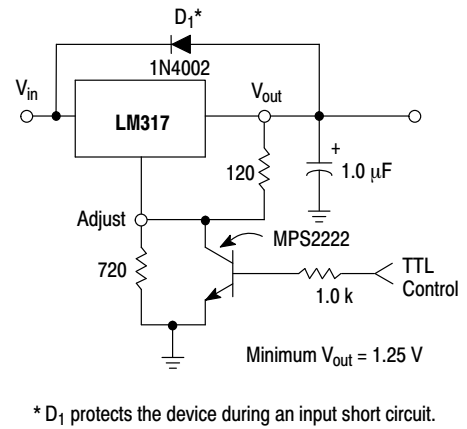 D1*
1N4002
Vin
Vout
LM317
+
120
1.0 μF
Adjust
MPS2222
720
TTL
Control
1.0 k
Minimum Vout = 1.25 V
* D1 protects the device during an input short circuit.